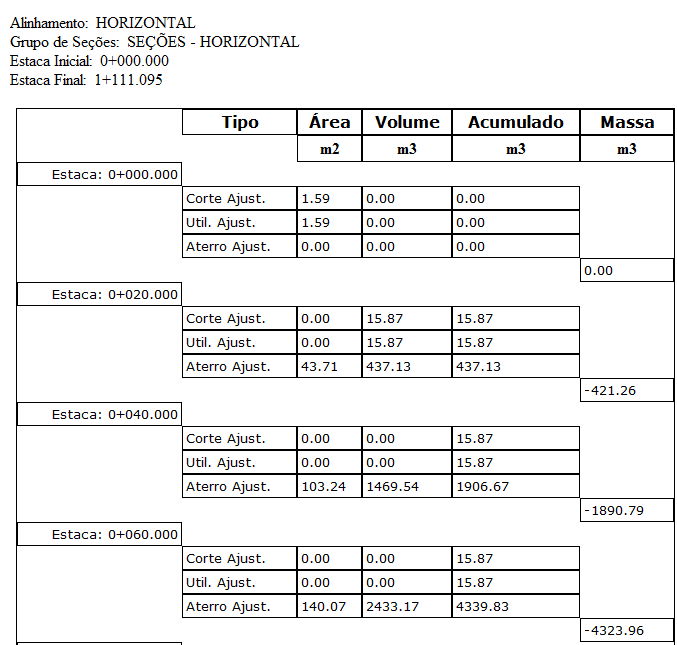 Alinhamento: HORIZONTAL
Grupo de Seções: SEÇÕES - HORIZONTAL
Estaca Inicial: 0+000.000
Estaca Final: 1+111.095
Tipo Área Volume Acumulado Massa
m2 m3 m3 m3
Estaca: 0+000.000
Corte Ajust. 1.59 0.00 0.00
Util. Ajust. 1.59 0.00 0.00
Aterro Ajust. 0.00 0.00 0.00
0.00
Estaca: 0+020.000
Corte Ajust. 0.00 15.87 15.87
Util. Ajust. 0.00 15.87 15.87
Aterro Ajust. 43.71 437.13 437.13
-421.26
Estaca: 0+040.000
Corte Ajust. 0.00 0.00 15.87
Util. Ajust. 0.00 0.00 15.87
Aterro Ajust. 103.24 1469.54 1906.67
-1890.79
Estaca: 0+060.000
Corte Ajust. 0.00 0.00 15.87
Util. Ajust. 0.00 0.00 15.87
Aterro Ajust. 140.07 2433.17 4339.83
-4323.96